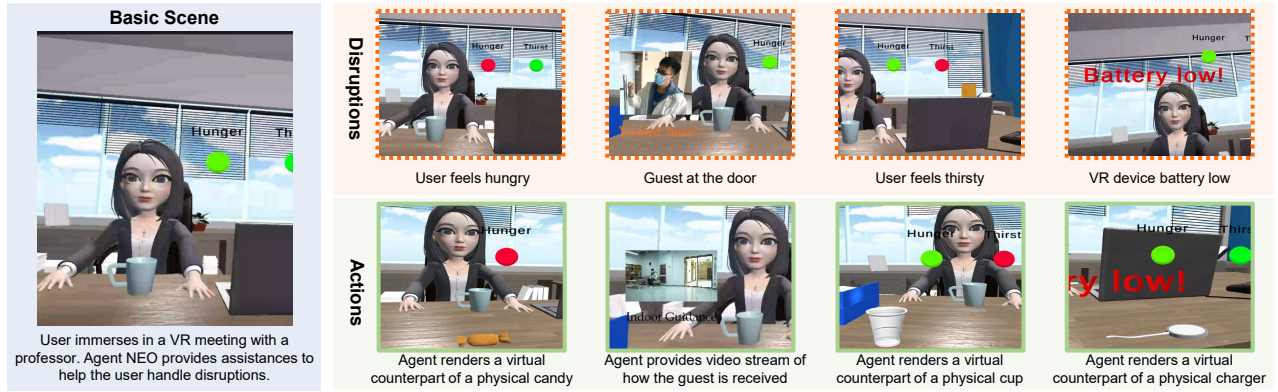 Basic Scene
Hunger
Th
User immerses in a VR meeting with a
professor. Agent NEO provides assistances to
help the user handle disruptions.
Disruptions
Hunger
Thirst
User feels hungry
Hunger
Guest at the door
Hunger
Thirst
User feels thirsty
Hunger
T
Battery low!
VR device battery low
Actions
Hunger
Agent renders a virtual
counterpart of a physical candy
Indoor Guidance
Agent provides video stream of
how the guest is received
Hunger
Thirst
Agent renders a virtual
counterpart of a physical cup
Hunger
Thirs
ry low!
Agent renders a virtual
counterpart of a physical charger